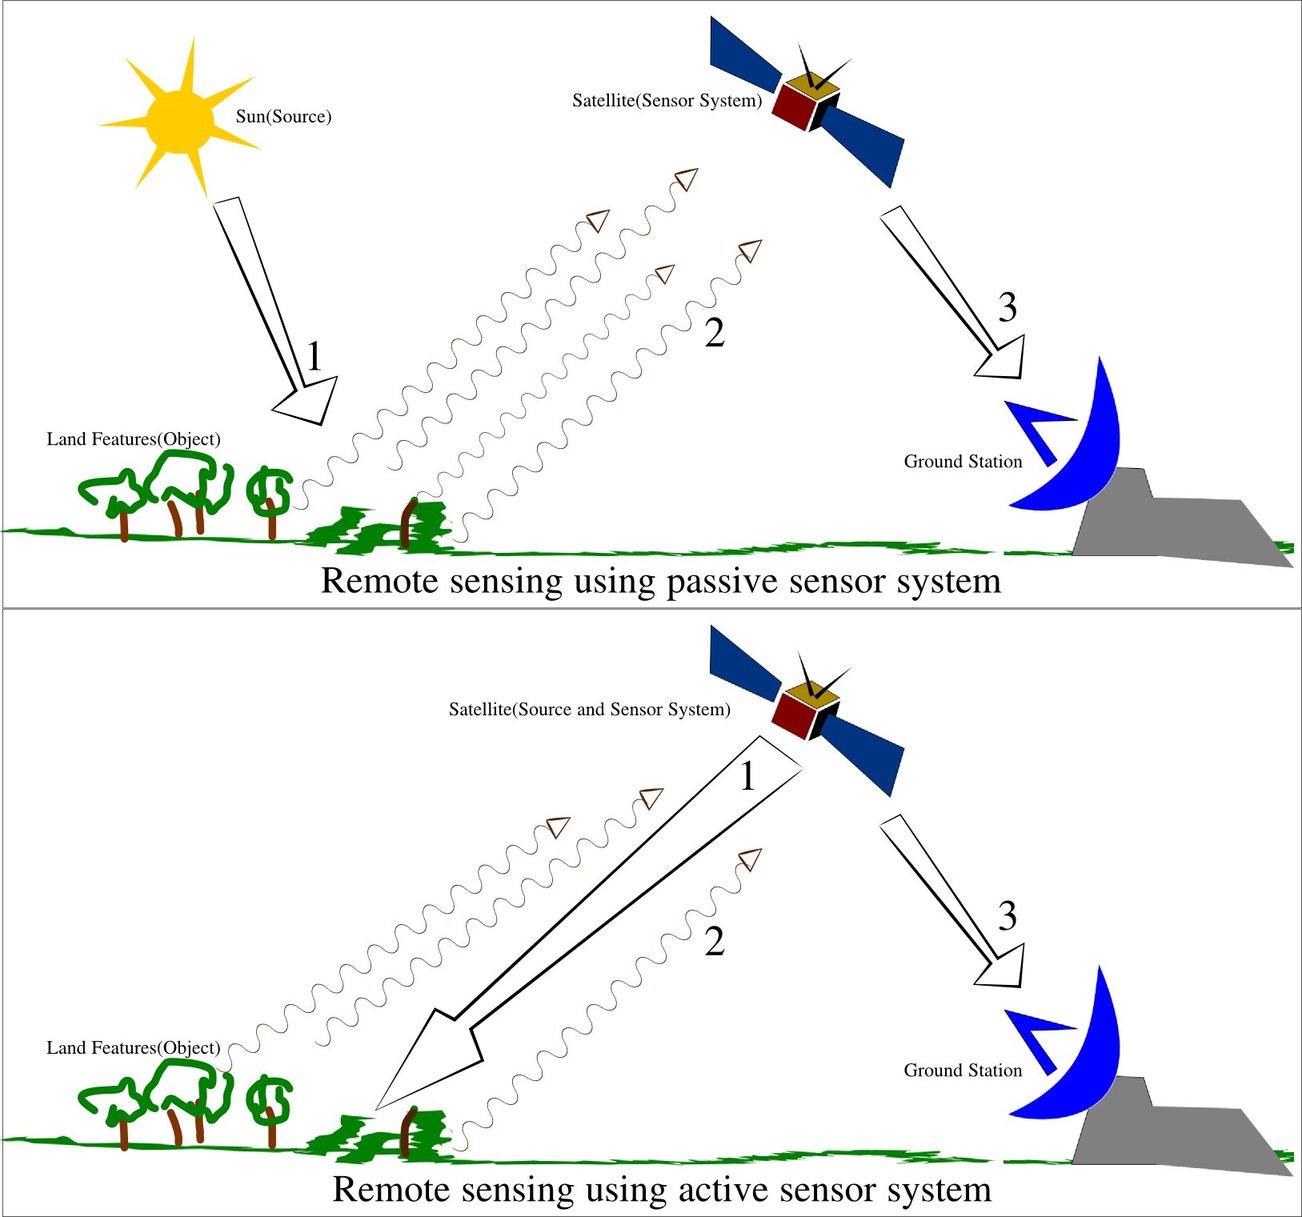 Sun(Source)
Satellite(Sensor System)
1
2
3
Land Features(Object)
Ground Station
Remote sensing using passive sensor system
Satellite(Source and Sensor System)
1
2
3
Land Features(Object)
Ground Station
Remote sensing using active sensor system